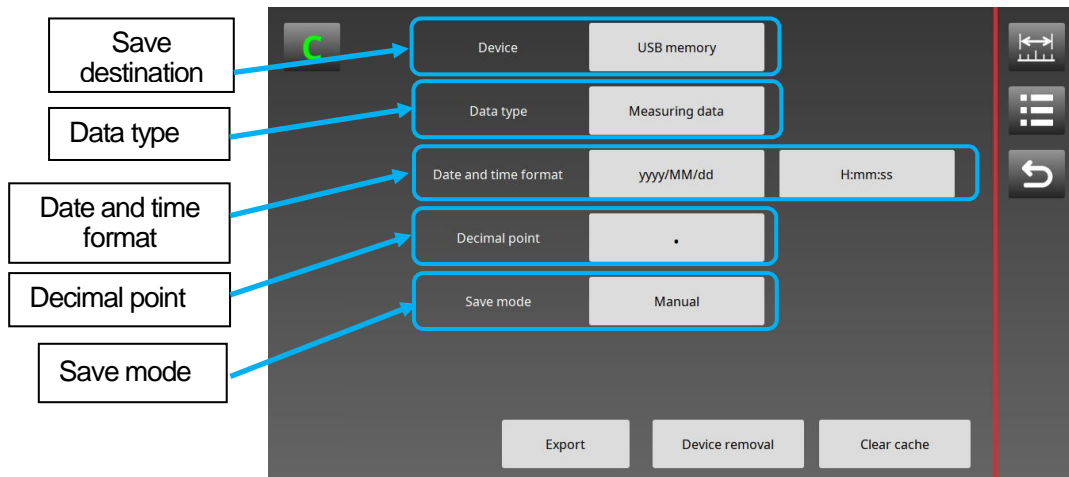 Save
destination
Data type
Date and time
format
Decimal point
Save mode
C
Device USB memory
Data type Measuring data
Date and time format yyyy/MM/dd H:mm:ss
Decimal point .
Save mode Manual
Export Device removal Clear cache